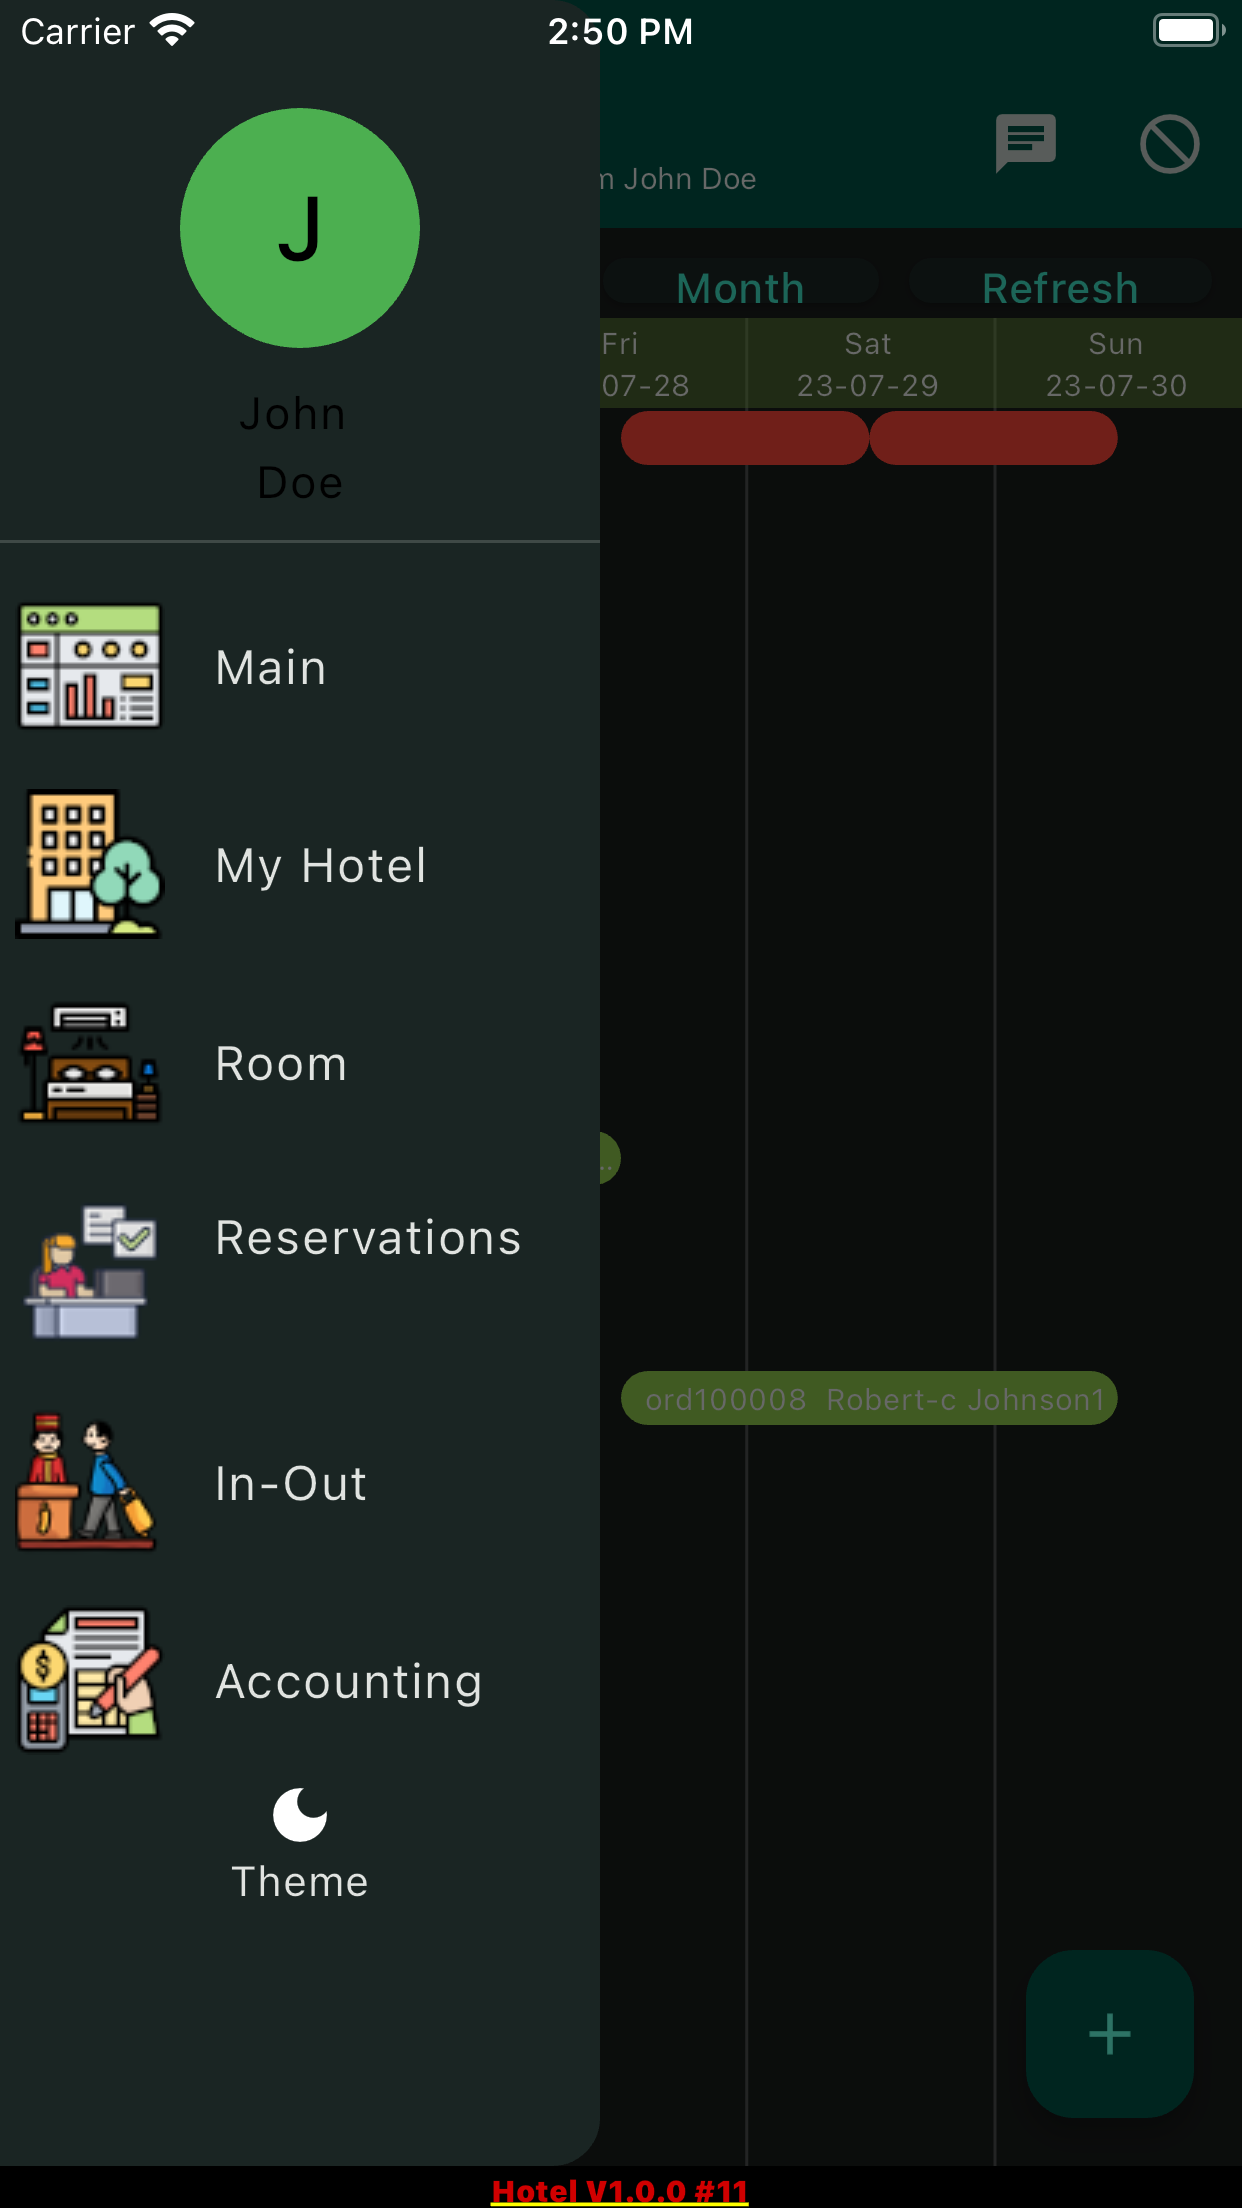 Carrier
2:50 PM
J
John
Doe
m John Doe
Month
Refresh
Fri
Sat
Sun
07-28
23-07-29
23-07-30
Main
My Hotel
Room
Reservations
ord100008 Robert-c Johnson1
In-Out
Accounting
Theme
+
Hotel V1.0.0 #11